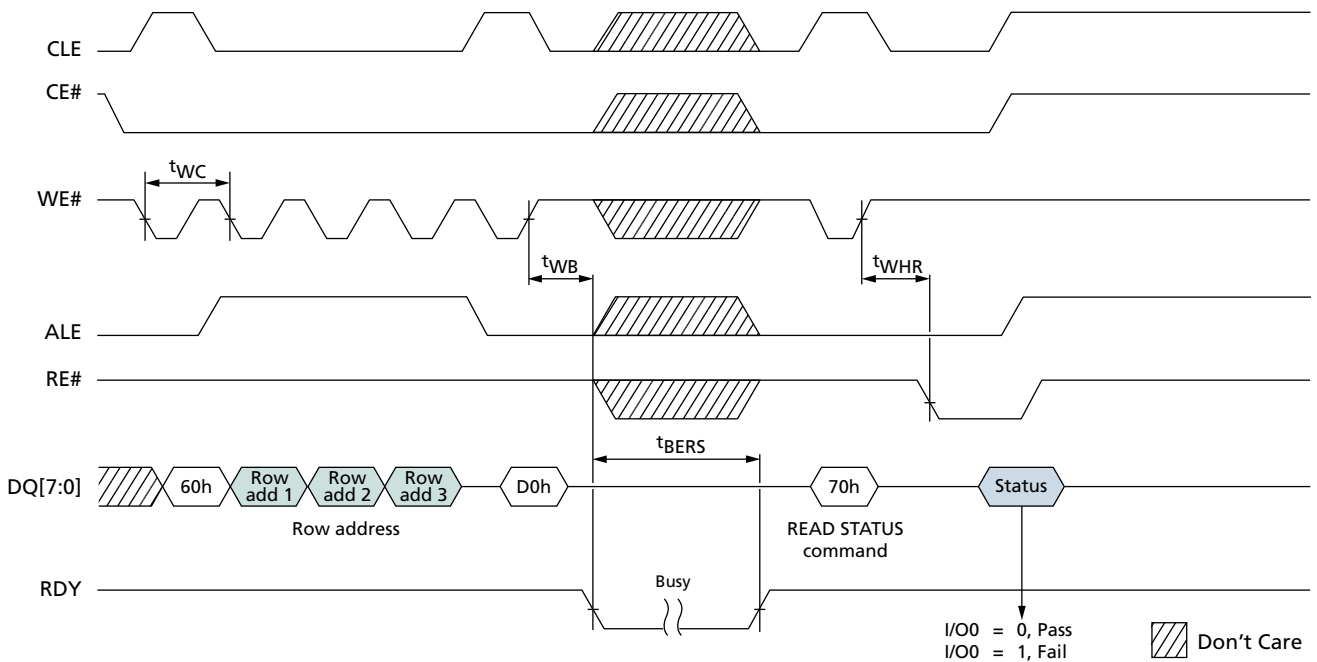 CLE
CE#
tWC
WE#
tWB
tWHR
ALE
RE#
tBERS
DQ[7:0]
60h
Row add 1
Row add 2
Row add 3
D0h
70h
Status
Row address
READ STATUS
command
RDY
Busy
I/O0 = 0, Pass
I/O0 = 1, Fail
Don't Care